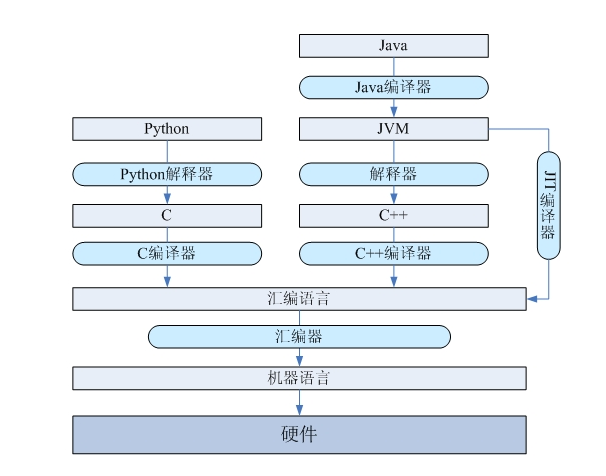 Java
Java编译器
Python
JVM
Python解释器
解释器
JIT编译器
C
C++
C编译器
C++编译器
汇编语言
汇编器
机器语言
硬件